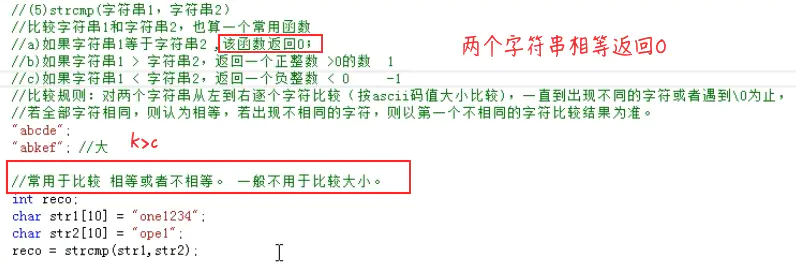 //(5)strcmp(字符串1，字符串2)
//比较字符串1和字符串2，也算一个常用函数
//a)如果字符串1等于字符串2 ,该函数返回0；
两个字符串相等返回0
//b)如果字符串1 > 字符串2，返回一个正整数 >0的数  1
//c)如果字符串1 < 字符串2，返回一个负整数 < 0    -1
//比较规则：对两个字符串从左到右逐个字符比较（按ascii码值大小比较），一直到出现不同的字符或者遇到\0为止，
//若全部字符相同，则认为相等，若出现不相同的字符，则以第一个不相同的字符比较结果为准。
"abcde";
"abkef"; //大  k>c
//常用于比较 相等或者不相等。 一般不用于比较大小。
int reco;
char str1[10] = "one1234";
char str2[10] = "ope1";
reco = strcmp(str1,str2);